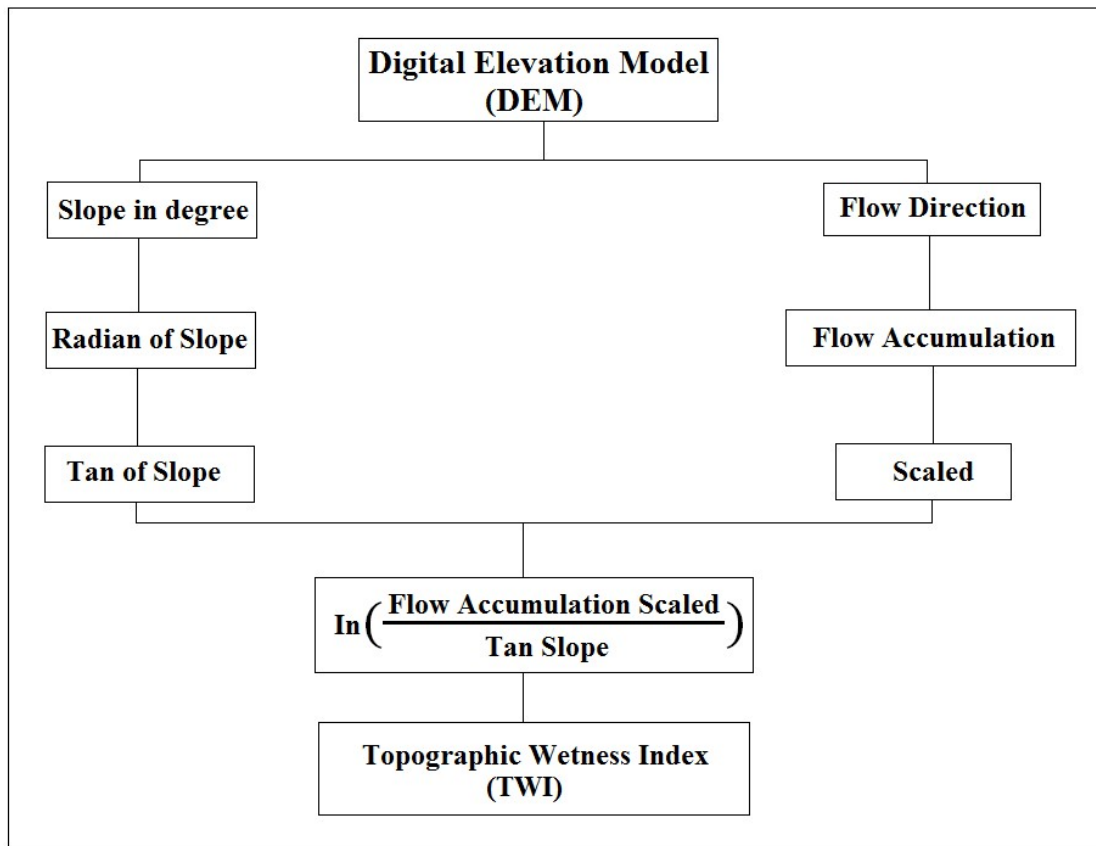 Digital Elevation Model
(DEM)
Slope in degree
Flow Direction
Radian of Slope
Flow Accumulation
Tan of Slope
Scaled
In(Flow Accumulation Scaled
Tan Slope)
Topographic Wetness Index
(TWI)